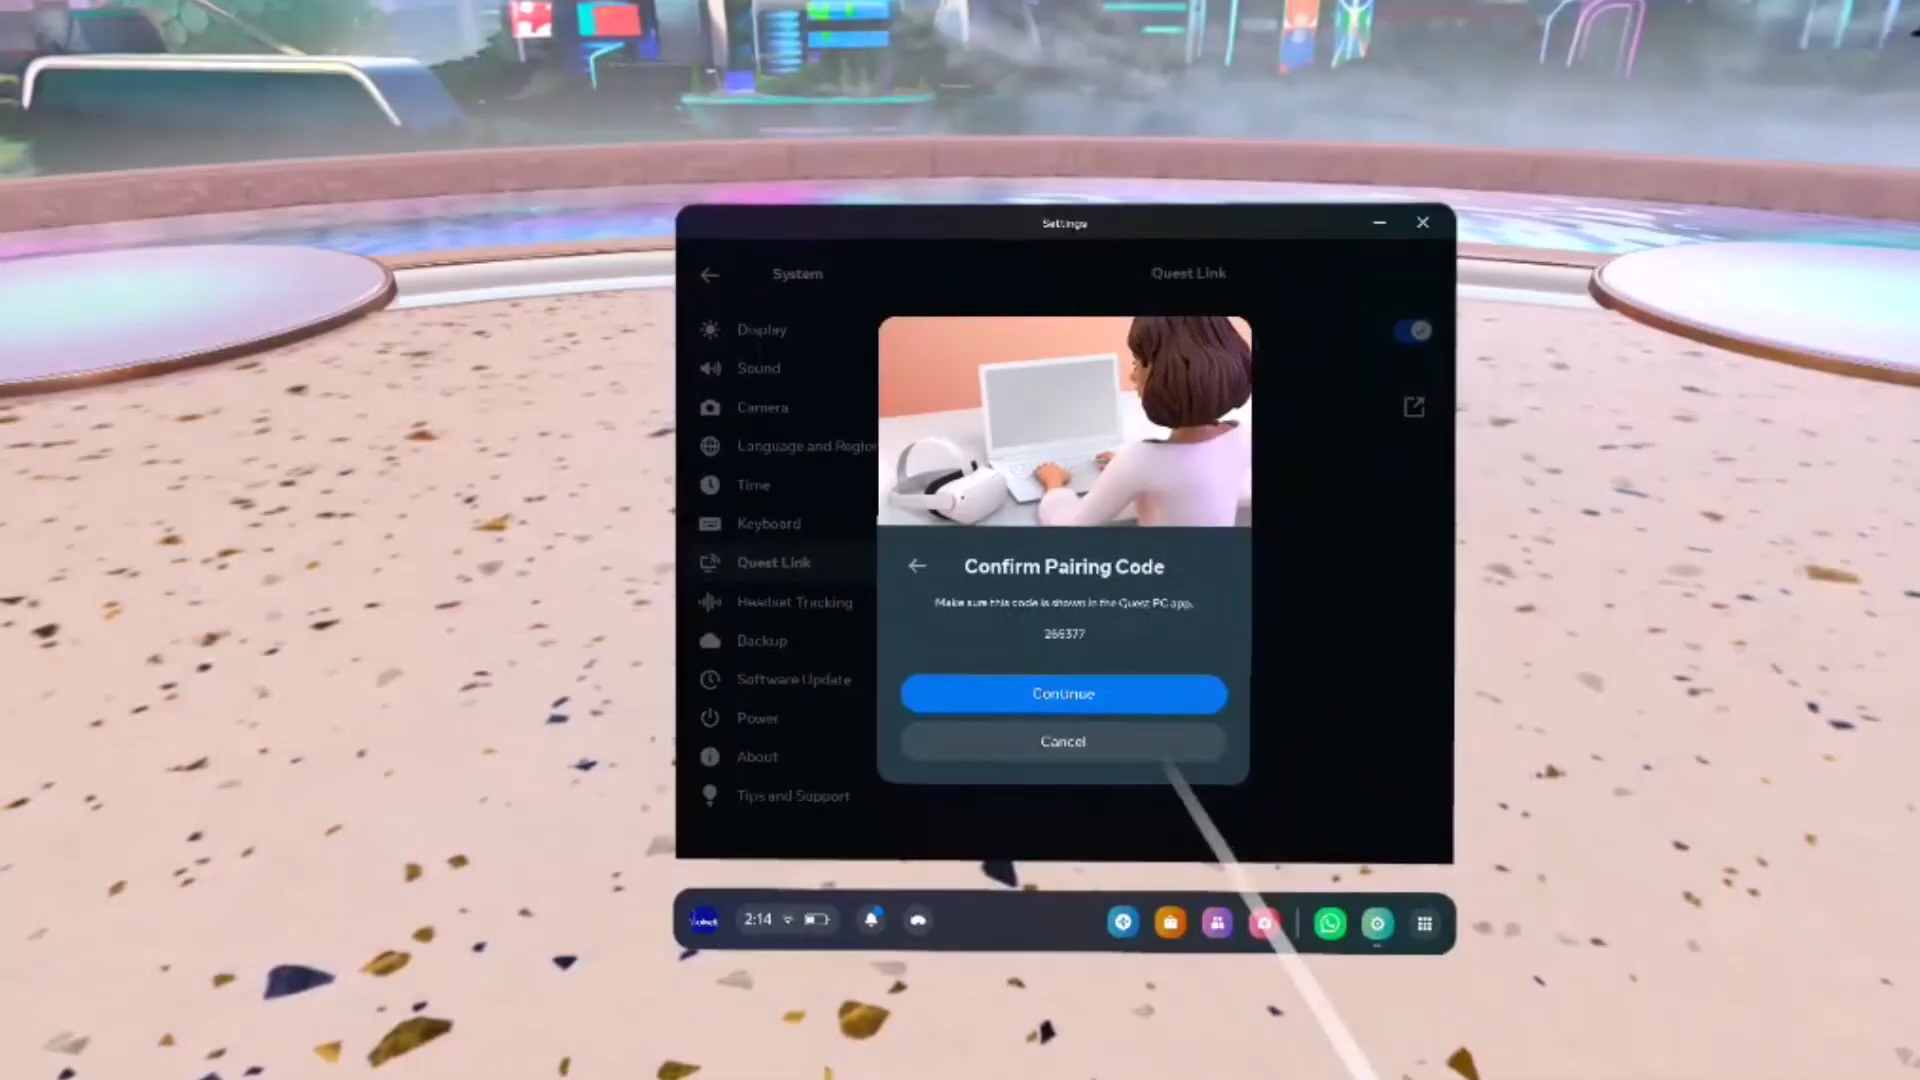 Settings
System
Quest Link
Display
Sound
Camera
Language and Region
Time
Keyboard
Quest Link
Headset Tracking
Backup
Software Update
Power
About
Tips and Support
Confirm Pairing Code
Make sure this code is shown in the Quest PC app.
266377
Continue
Cancel
2:14